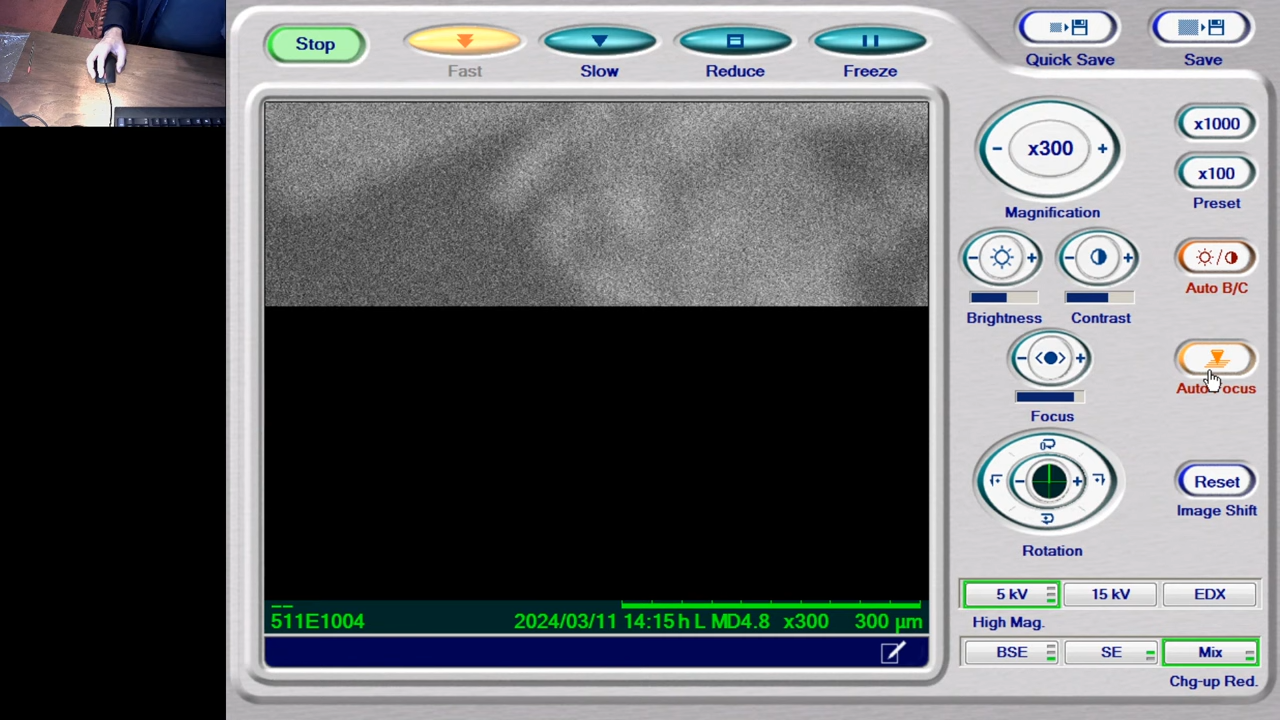 Stop
Fast
Slow
Reduce
Freeze
Quick Save
Save
x300
Magnification
x1000
x100
Preset
Brightness
Contrast
Auto B/C
Focus
Auto Focus
Rotation
Reset
Image Shift
5 kV
15 kV
EDX
High Mag.
BSE
SE
Mix
Chg-up Red.
511E1004
2024/03/11 14:15 h L MD4.8 x300 300 µm